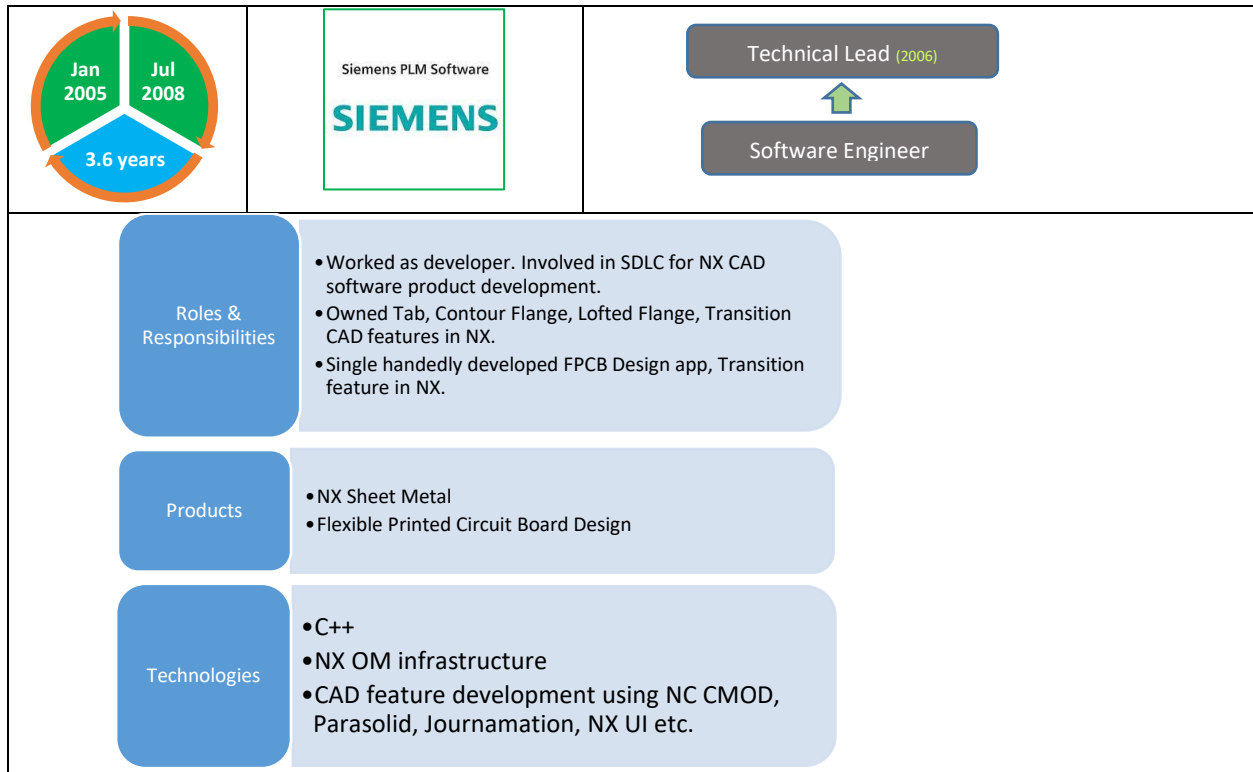 Jan
2005
Jul
2008
3.6 years
Siemens PLM Software
SIEMENS
Technical Lead (2006)
Software Engineer
Roles &
Responsibilities
•Worked as developer. Involved in SDLC for NX CAD
software product development.
•Owned Tab, Contour Flange, Lofted Flange, Transition
CAD features in NX.
•Single handedly developed FPCB Design app, Transition
feature in NX.
Products
•NX Sheet Metal
•Flexible Printed Circuit Board Design
Technologies
•C++
•NX OM infrastructure
•CAD feature development using NC CMOD,
Parasolid, Journamation, NX UI etc.